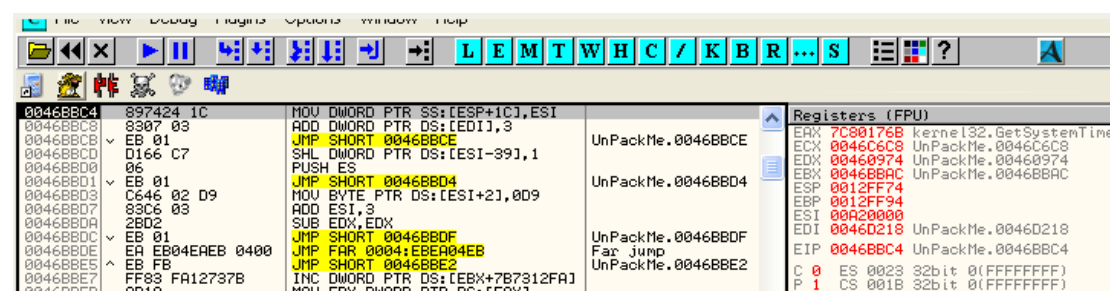 File View Debug Plugins Options Window Help
L E M T W H C / K B R ... S ? A
0046BBC4 897424 1C MOV DWORD PTR SS:[ESP+1C],ESI
0046BBC8 8307 03 ADD DWORD PTR DS:[EDI],3
0046BBCB EB 01 JMP SHORT 0046BBCE UnPackMe.0046BBCE
0046BBCD D166 C7 SHL DWORD PTR DS:[ESI-39],1
0046BBD0 06 PUSH ES
0046BBD1 EB 01 JMP SHORT 0046BBD4 UnPackMe.0046BBD4
0046BBD3 C646 02 D9 MOV BYTE PTR DS:[ESI+2],0D9
0046BBD7 83C6 03 ADD ESI,3
0046BBDA 2BD2 SUB EDX,EDX
0046BBDC EB 01 JMP SHORT 0046BBDF UnPackMe.0046BBDF
0046BBDE EA EB04EAEB 0400 JMP FAR 0004:EBEA04EB Far jump
0046BBE5 EB FB JMP SHORT 0046BBE2 UnPackMe.0046BBE2
0046BBE7 FF83 FA12737B INC DWORD PTR DS:[EBX+7B7312FA]
Registers (FPU)
EAX 7C80176B kernel32.GetSystemTime
ECX 0046C6C8 UnPackMe.0046C6C8
EDX 00460974 UnPackMe.00460974
EBX 0046BBAC UnPackMe.0046BBAC
ESP 0012FF74
EBP 0012FF94
ESI 00A20000
EDI 0046D218 UnPackMe.0046D218
EIP 0046BBC4 UnPackMe.0046BBC4
C 0 ES 0023 32bit 0(FFFFFFFF)
P 1 CS 001B 32bit 0(FFFFFFFF)